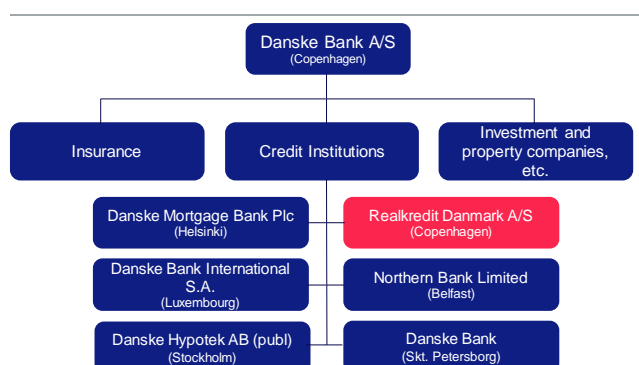 Danske Bank A/S
(Copenhagen)
Insurance
Credit Institutions
Investment and
property companies,
etc.
Danske Mortgage Bank Plc
(Helsinki)
Realkredit Danmark A/S
(Copenhagen)
Danske Bank International
S.A.
(Luxembourg)
Northern Bank Limited
(Belfast)
Danske Hypotek AB (publ)
(Stockholm)
Danske Bank
(Skt. Petersborg)